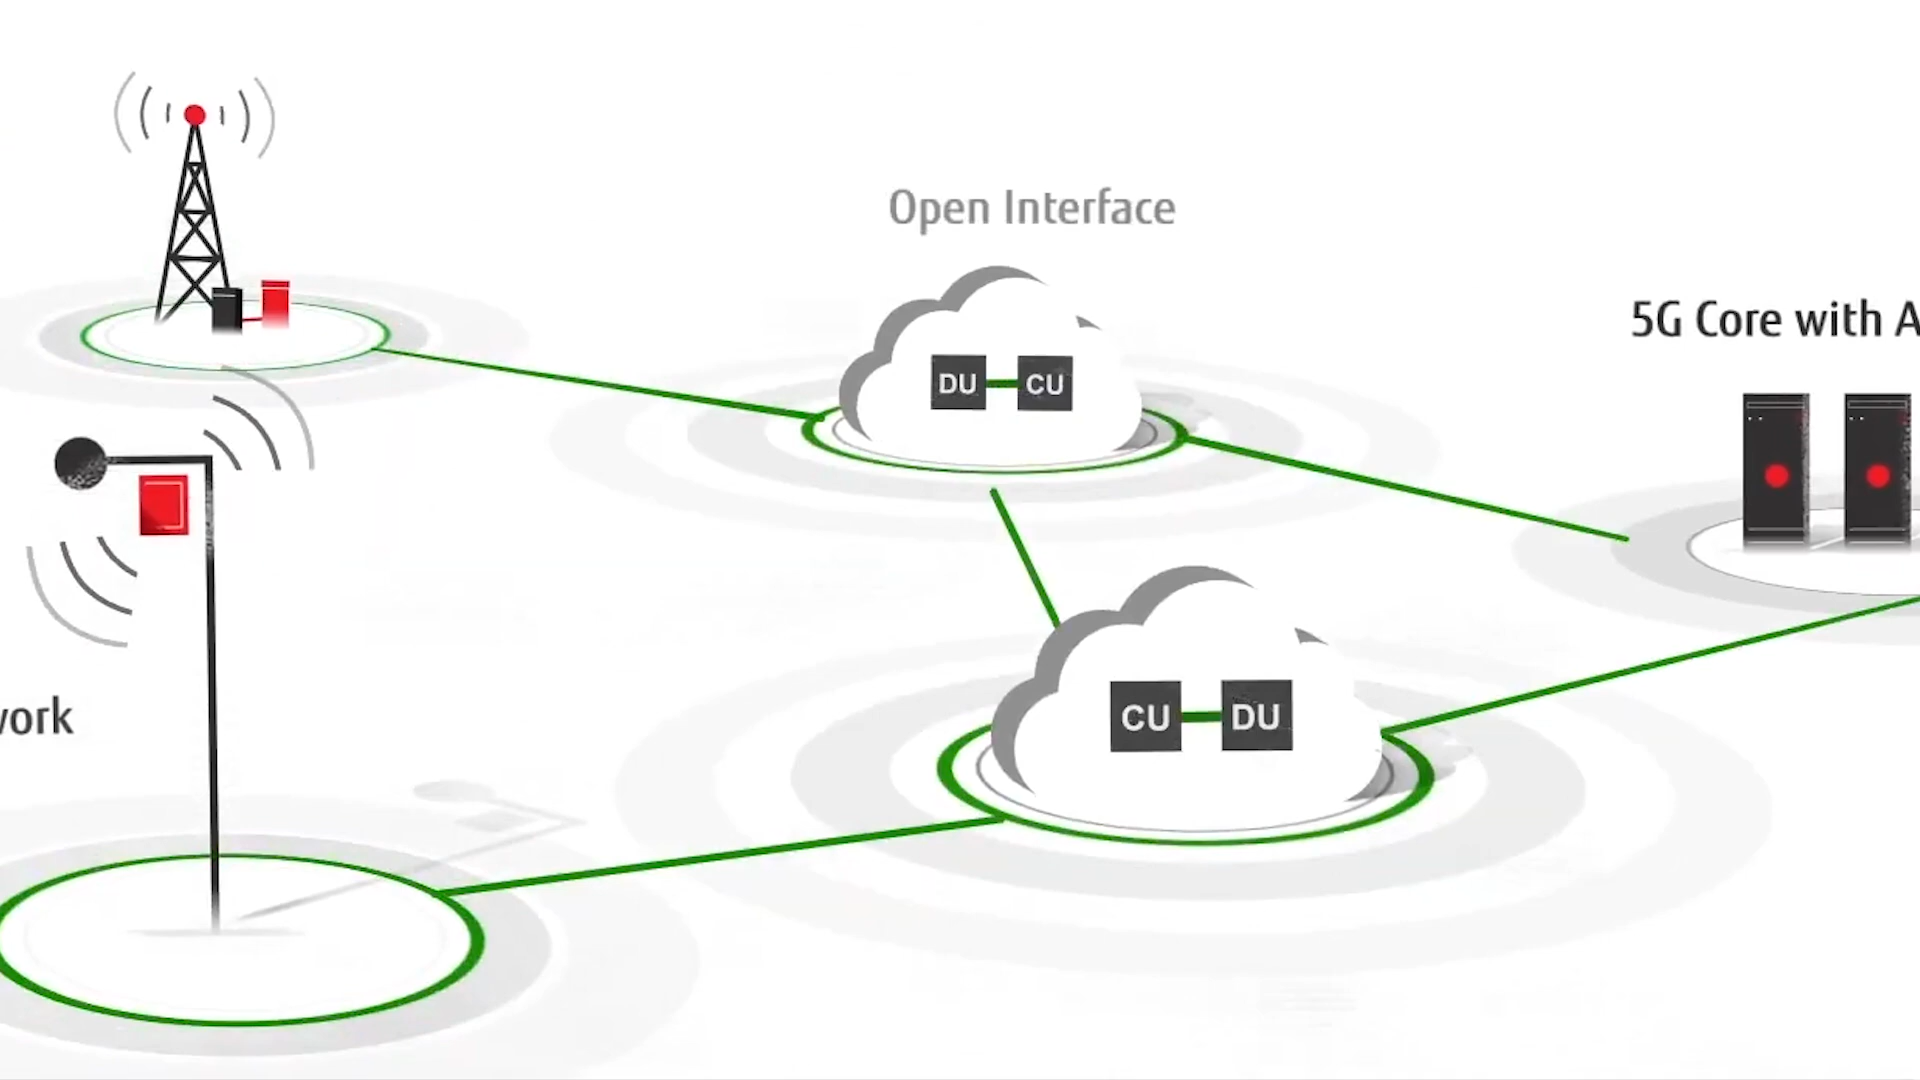 Open Interface
DU CU
5G Core with A
CU DU
work